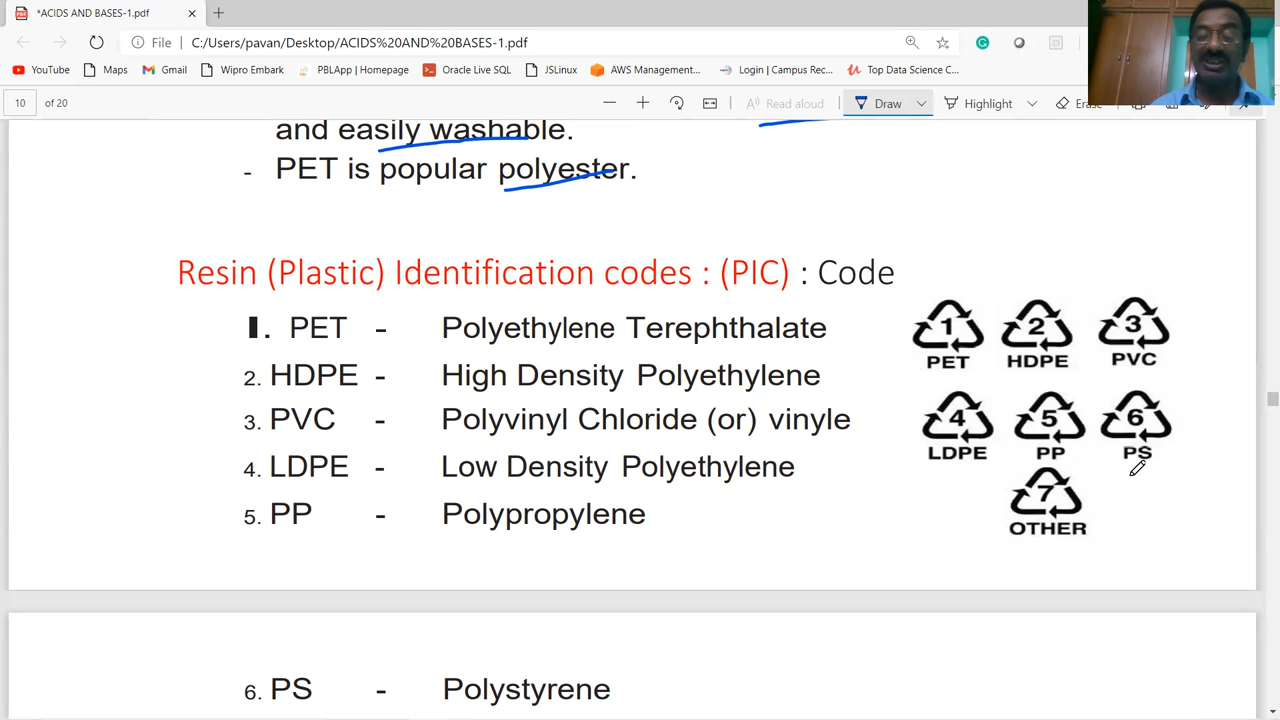 *ACIDS AND BASES-1.pdf
File
C:/Users/pavan/Desktop/ACIDS%20AND%20BASES-1.pdf
YouTube Maps Gmail Wipro Embark PBLApp | Homepage Oracle Live SQL JSLinux AWS Management... Login | Campus Rec... Top Data Science C...
10 of 20
Read aloud Draw Highlight
and easily washable.
- PET is popular polyester.
Resin (Plastic) Identification codes : (PIC) : Code
1. PET - Polyethylene Terephthalate
2. HDPE - High Density Polyethylene
3. PVC - Polyvinyl Chloride (or) vinyle
4. LDPE - Low Density Polyethylene
5. PP - Polypropylene
1 2 3
PET HDPE PVC
4 5 6
LDPE PP PS
7
OTHER
6. PS - Polystyrene